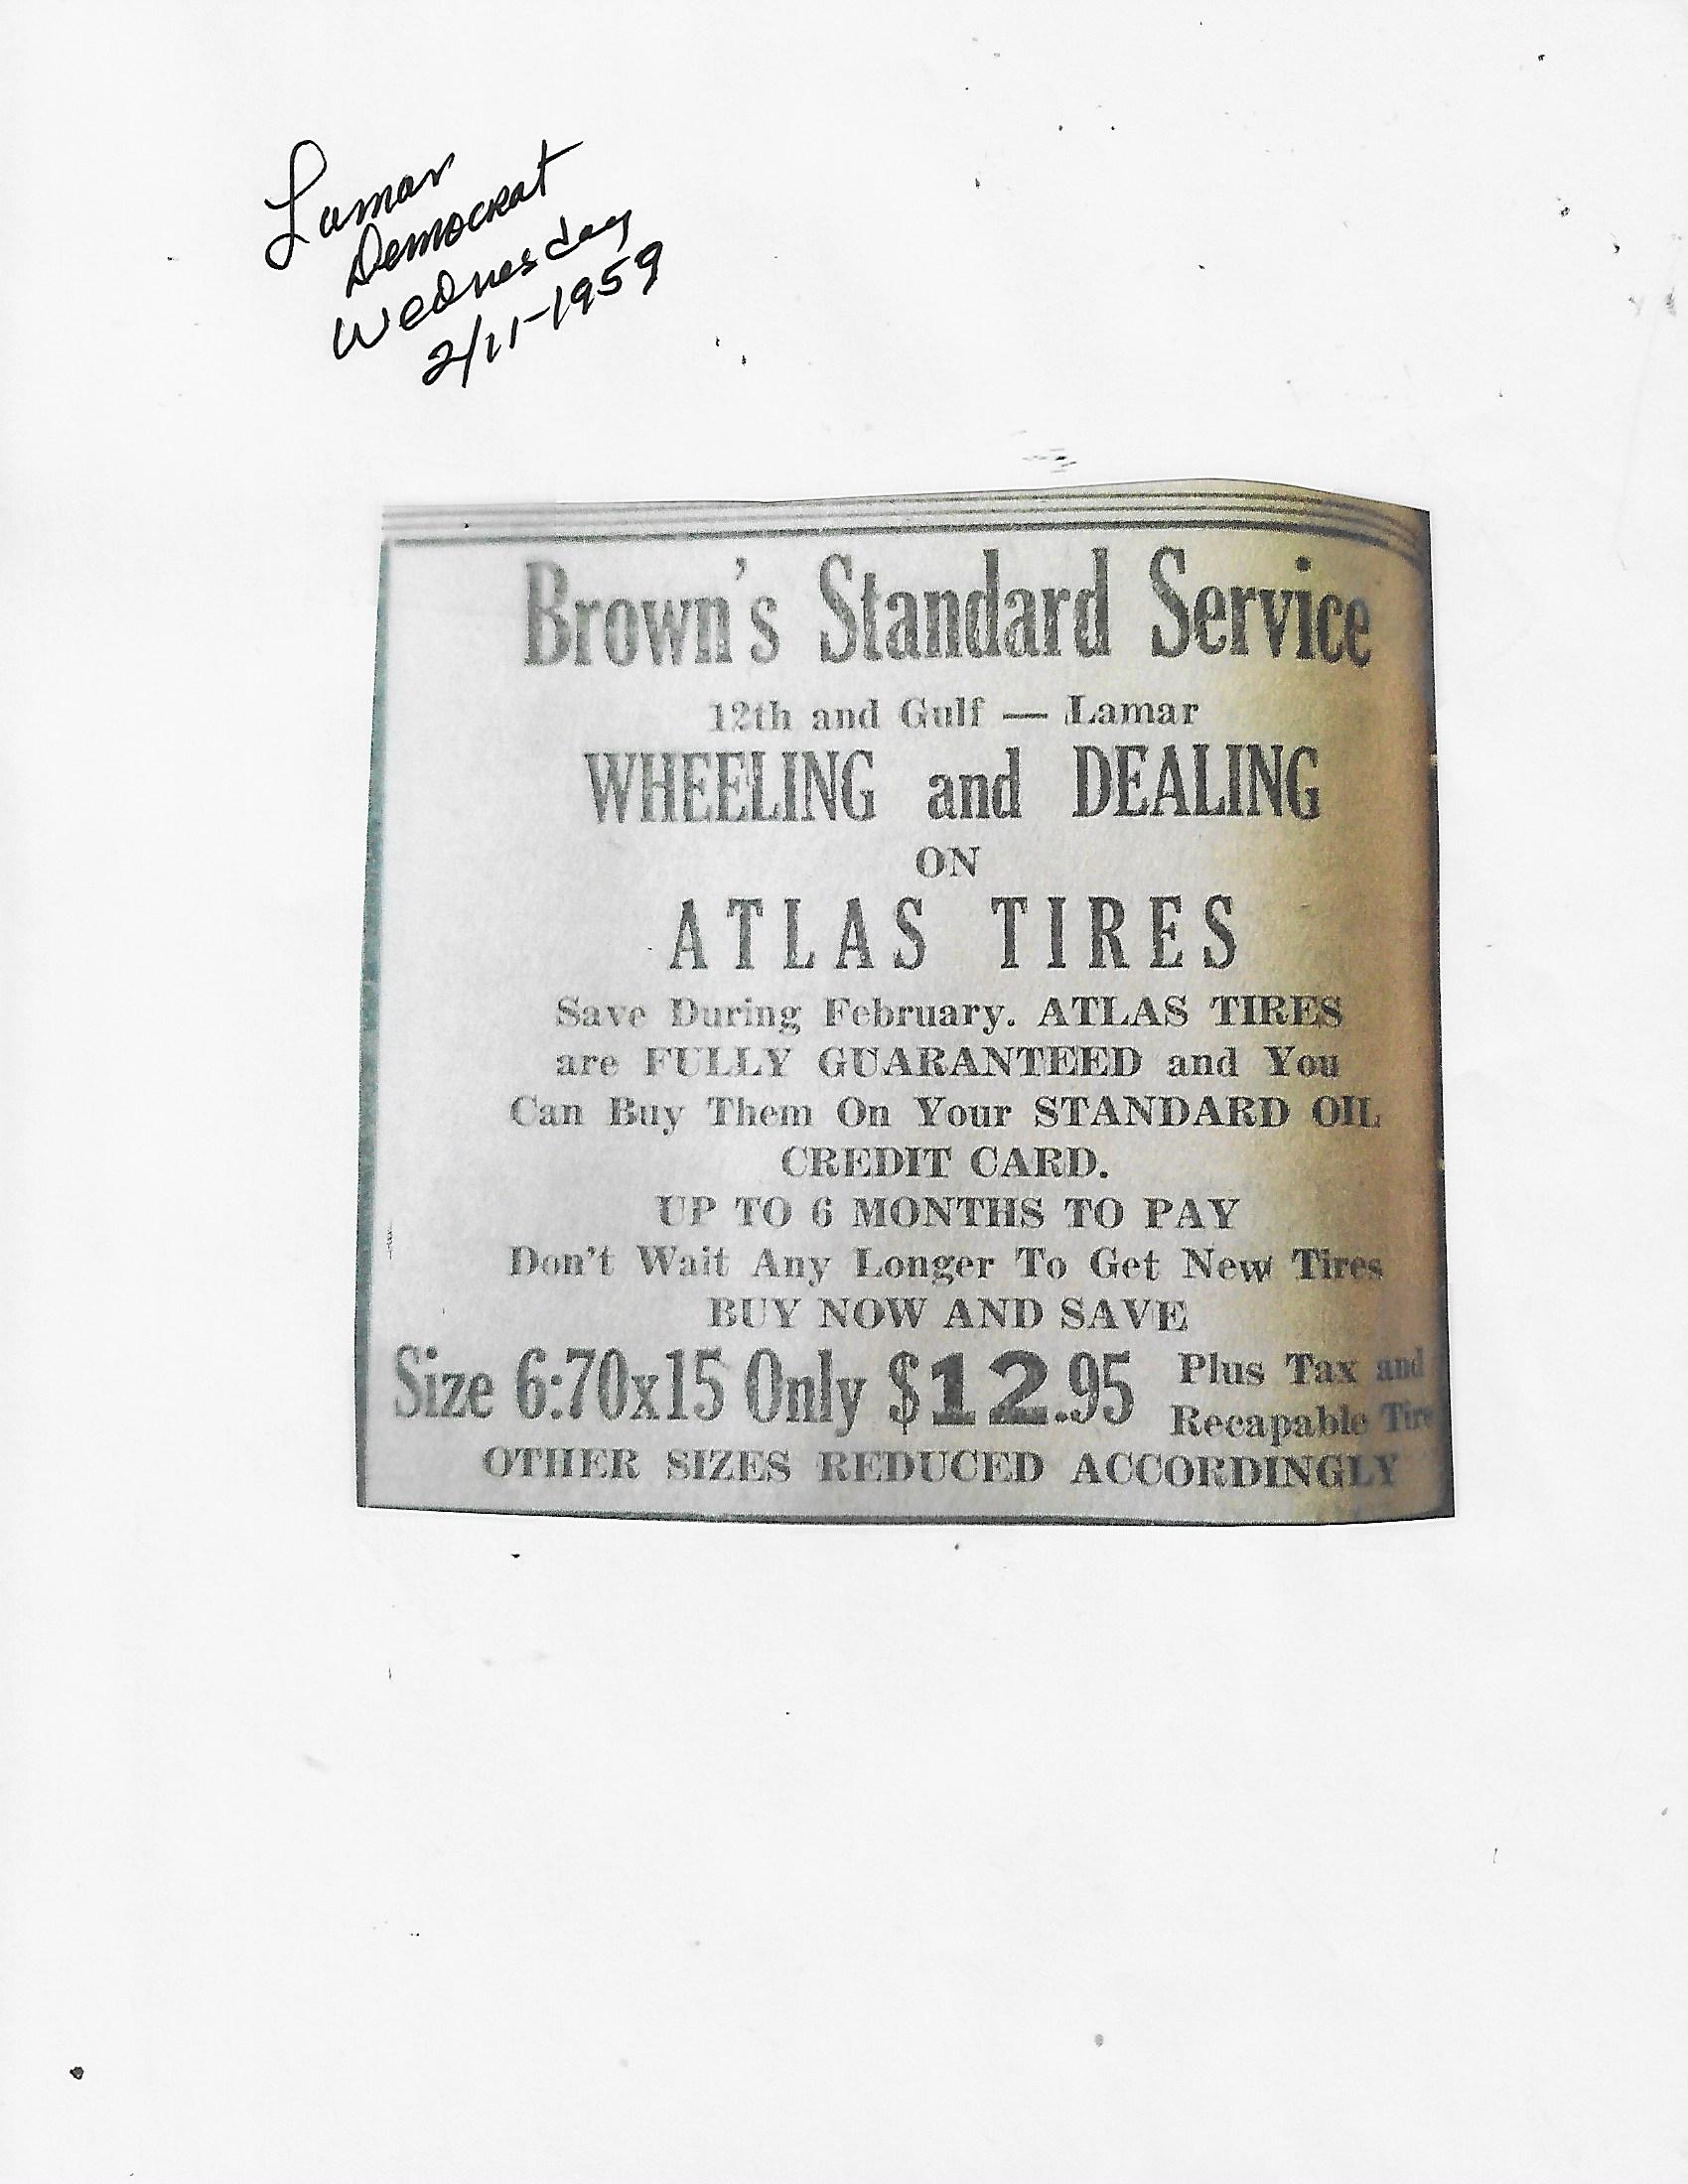 Lamar
Democrat
Wednesday
2/11-1959
Brown's Standard Service
12th and Gulf — Lamar
WHEELING and DEALING
ON
ATLAS TIRES
Save During February. ATLAS TIRES
are FULLY GUARANTEED and You
Can Buy Them On Your STANDARD OIL
CREDIT CARD.
UP TO 6 MONTHS TO PAY
Don't Wait Any Longer To Get New Tires
BUY NOW AND SAVE
Size 6:70x15 Only $12.95 Plus Tax and
Recapable Tire
OTHER SIZES REDUCED ACCORDINGLY